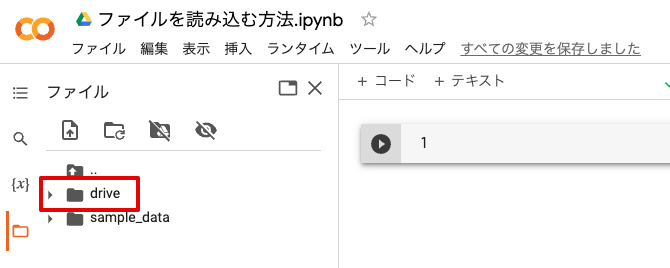 ファイルを読み込む方法.ipynb
ファイル 編集 表示 挿入 ランタイム ツール ヘルプ すべての変更を保存しました
ファイル
+ コード + テキスト
{x}
..
drive
sample_data
1